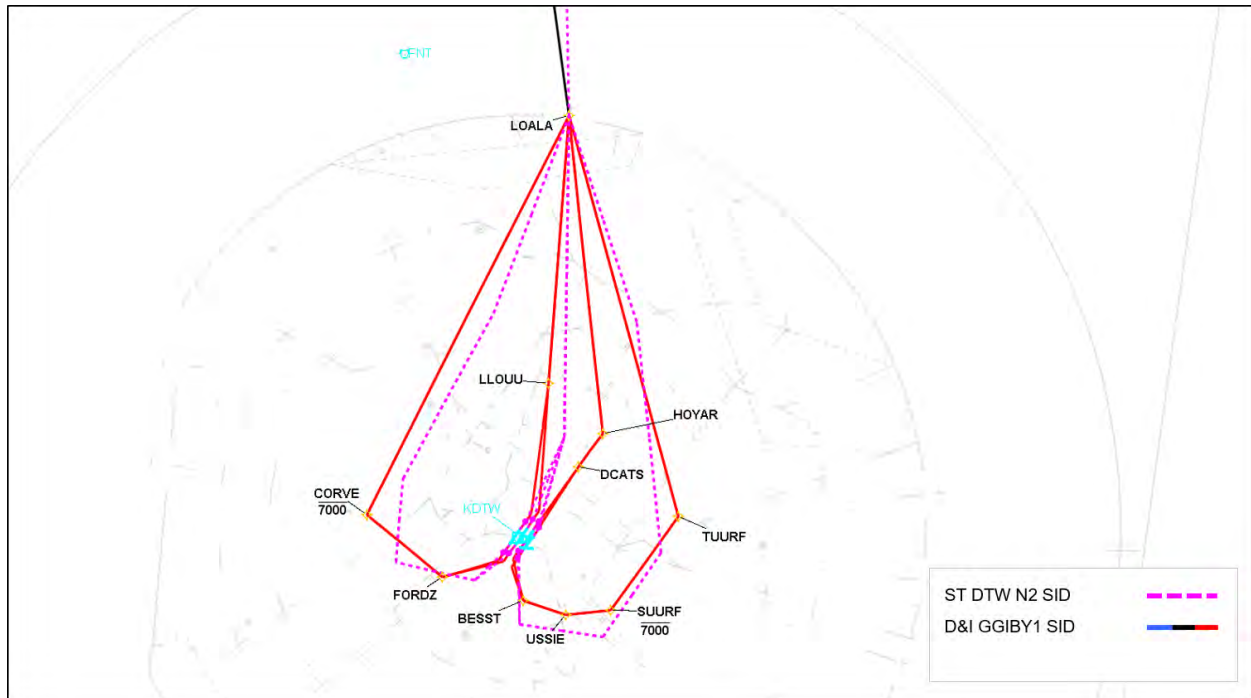 FNT
LOALA
LLOUU
HOYAR
DCATS
CORVE
7000
KDTW
TUURF
FORDZ
BESST
SUURF
7000
USSIE
ST DTW N2 SID
D&I GGIBY1 SID